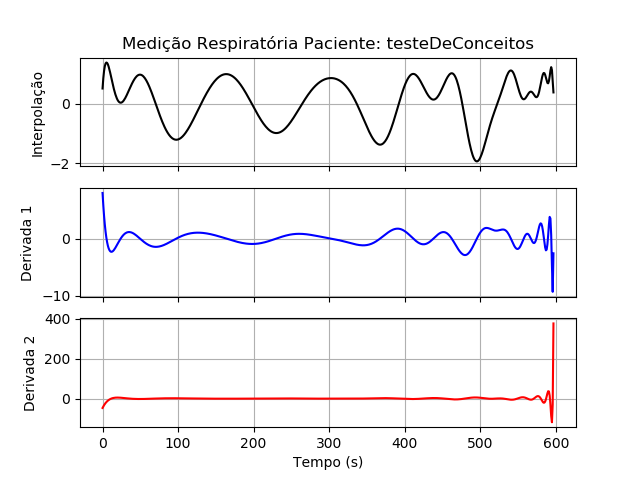 Medição Respiratória Paciente: testeDeConceitos
Interpolação
0
−2
Derivada 1
0
−10
Derivada 2
400
200
0
0 100 200 300 400 500 600
Tempo (s)